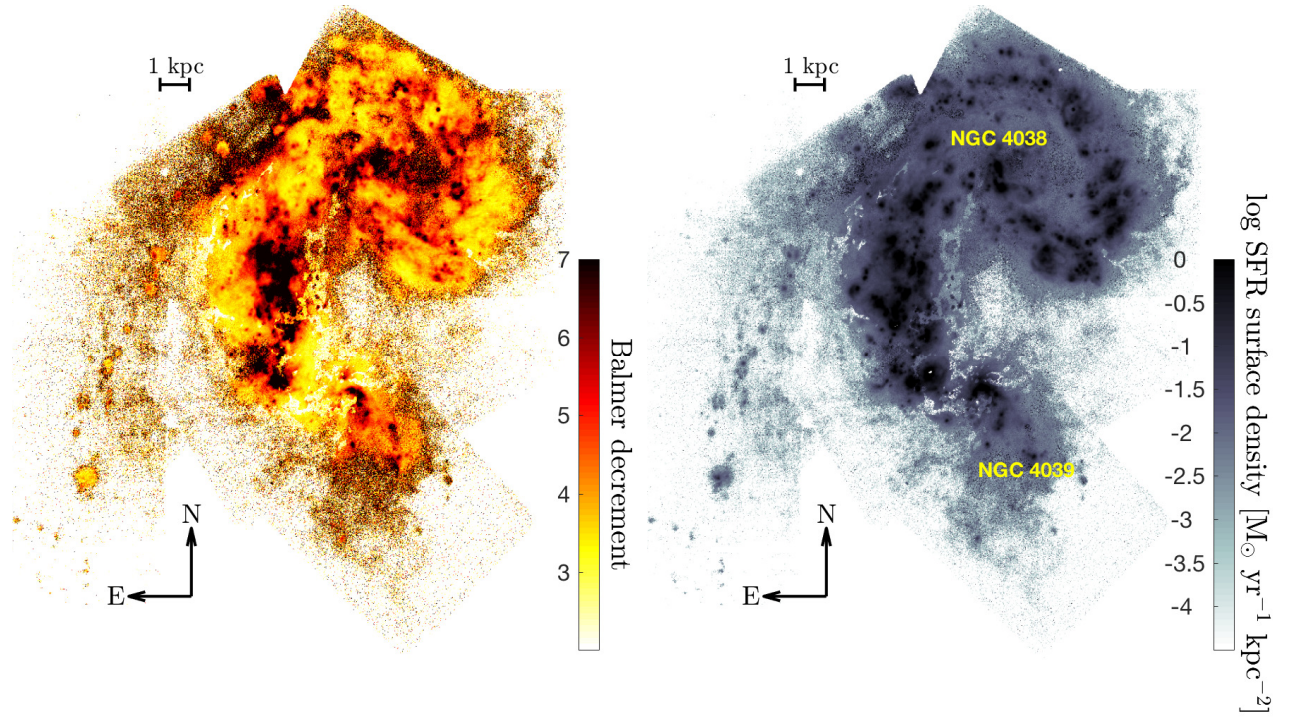 1 kpc
7
6
5
4
3
Balmer decrement
N
E
1 kpc
NGC 4038
NGC 4039
0
-0.5
-1
-1.5
-2
-2.5
-3
-3.5
-4
log SFR surface density [M⊙ yr⁻¹ kpc⁻²]
N
E